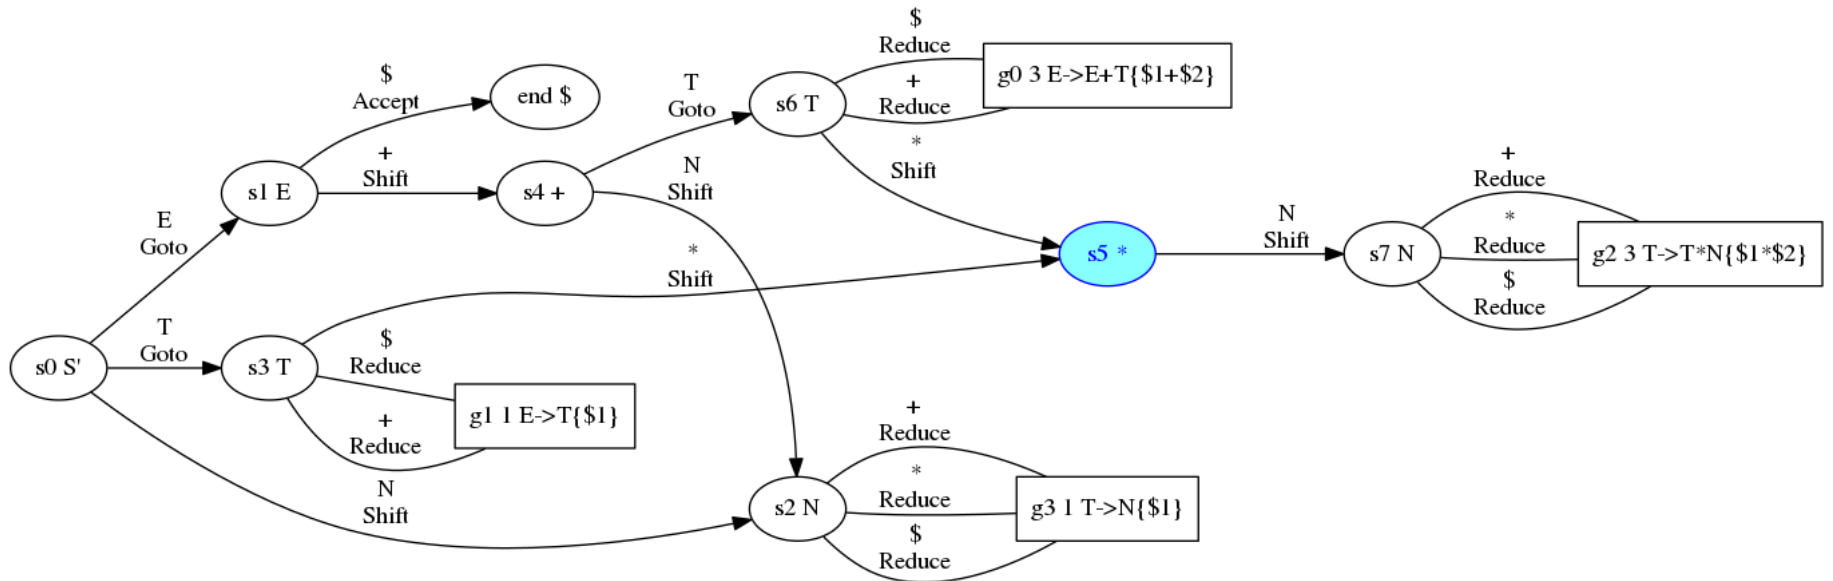 $
Reduce
g0 3 E->E+T{$1+$2}
+
Reduce
s6 T
T
Goto
$
Accept
end $
*
Shift
+
Shift
s1 E
s4 +
N
Shift
E
Goto
s5 *
N
Shift
s7 N
+
Reduce
*
Reduce
g2 3 T->T*N{$1*$2}
$
Reduce
*
Shift
s0 S'
T
Goto
s3 T
$
Reduce
g1 1 E->T{$1}
+
Reduce
N
Shift
s2 N
+
Reduce
*
Reduce
g3 1 T->N{$1}
$
Reduce